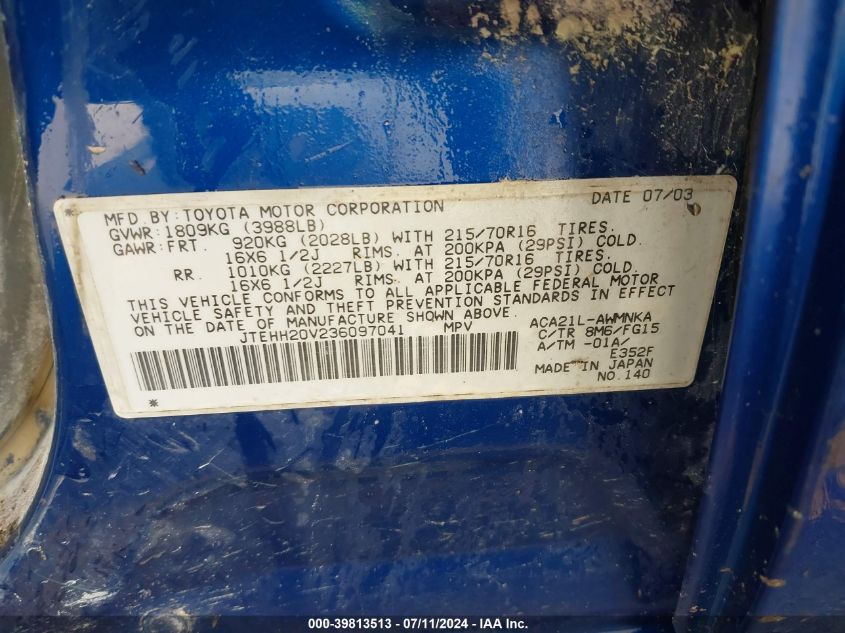 MFD BY: TOYOTA MOTOR CORPORATION DATE 07/03
GVWR: 1809KG (3988LB)
GAWR: FRT. 920KG (2028LB) WITH 215/70R16 TIRES.
16X6 1/2J RIMS. AT 200KPA (29PSI) COLD.
RR. 1010KG (2227LB) WITH 215/70R16 TIRES.
16X6 1/2J RIMS. AT 200KPA (29PSI) COLD.
THIS VEHICLE CONFORMS TO ALL APPLICABLE FEDERAL MOTOR
VEHICLE SAFETY AND THEFT PREVENTION STANDARDS IN EFFECT
ON THE DATE OF MANUFACTURE SHOWN ABOVE.
JTEHH20V236097041 MPV
ACA21L-AWMNKA
C/TR 8M6/FG15
A/TM -01A/
E352F
MADE IN JAPAN
NO.140
000-39813513 - 07/11/2024 - IAA Inc.